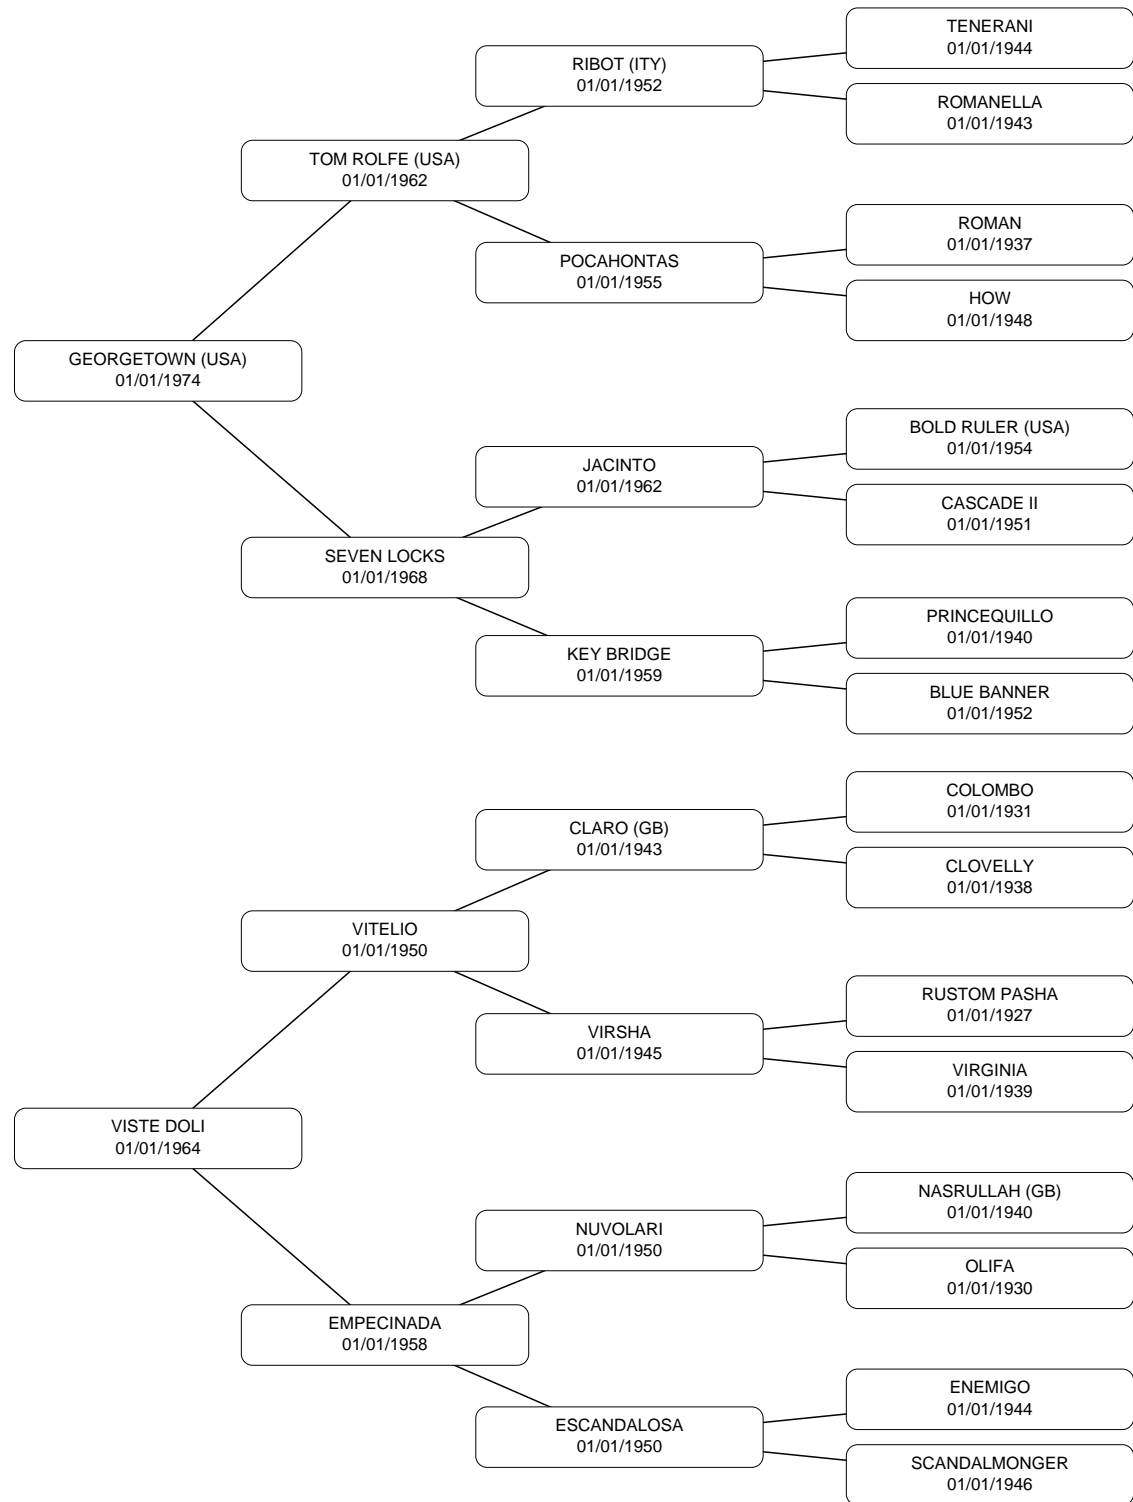 TENERANI
01/01/1944
RIBOT (ITY)
01/01/1952
ROMANELLA
01/01/1943
TOM ROLFE (USA)
01/01/1962
ROMAN
01/01/1937
POCAHONTAS
01/01/1955
HOW
01/01/1948
GEORGETOWN (USA)
01/01/1974
BOLD RULER (USA)
01/01/1954
JACINTO
01/01/1962
CASCADE II
01/01/1951
SEVEN LOCKS
01/01/1968
PRINCEQUILLO
01/01/1940
KEY BRIDGE
01/01/1959
BLUE BANNER
01/01/1952
COLOMBO
01/01/1931
CLARO (GB)
01/01/1943
CLOVELLY
01/01/1938
VITELIO
01/01/1950
RUSTOM PASHA
01/01/1927
VIRSHA
01/01/1945
VIRGINIA
01/01/1939
VISTE DOLI
01/01/1964
NASRULLAH (GB)
01/01/1940
NUVOLARI
01/01/1950
OLIFA
01/01/1930
EMPECINADA
01/01/1958
ENEMIGO
01/01/1944
ESCANDALOSA
01/01/1950
SCANDALMONGER
01/01/1946